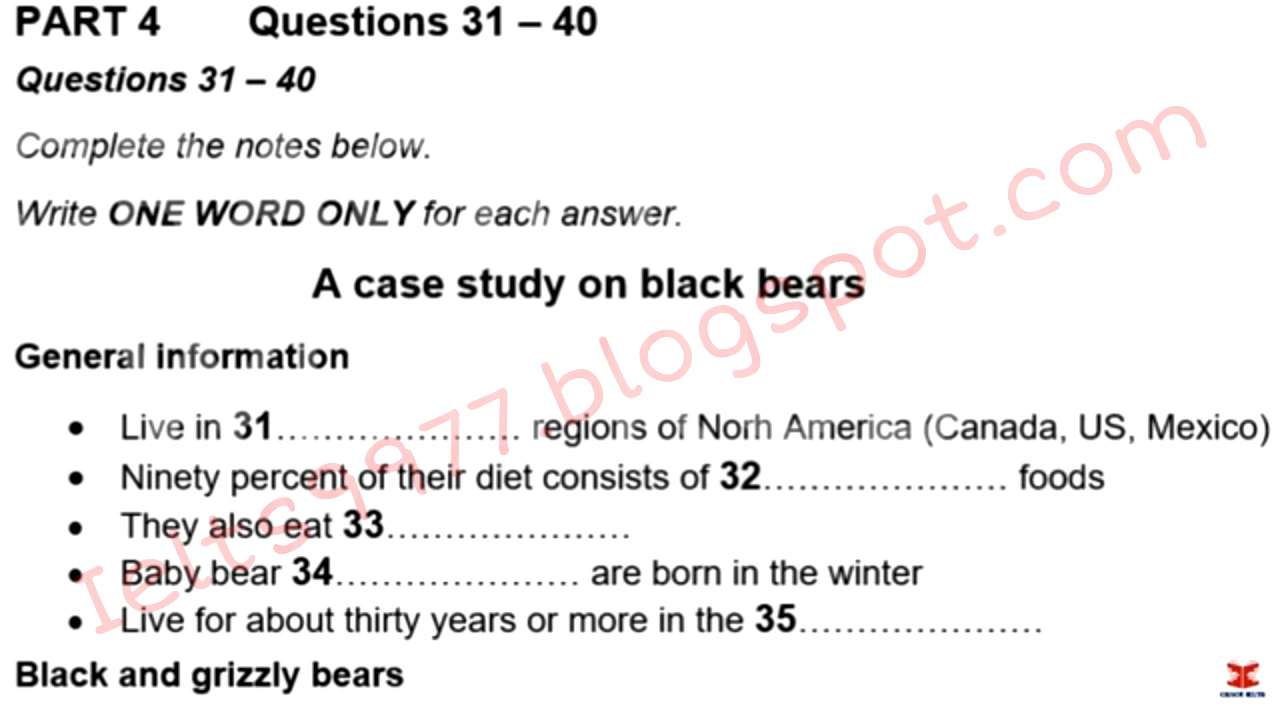 PART 4 Questions 31 – 40
Questions 31 – 40
Complete the notes below.
Write ONE WORD ONLY for each answer.
A case study on black bears
General information
• Live in 31..................... regions of Norh America (Canada, US, Mexico)
• Ninety percent of their diet consists of 32..................... foods
• They also eat 33.....................
• Baby bear 34..................... are born in the winter
• Live for about thirty years or more in the 35.....................
Black and grizzly bears
Ielts9977.blogspot.com